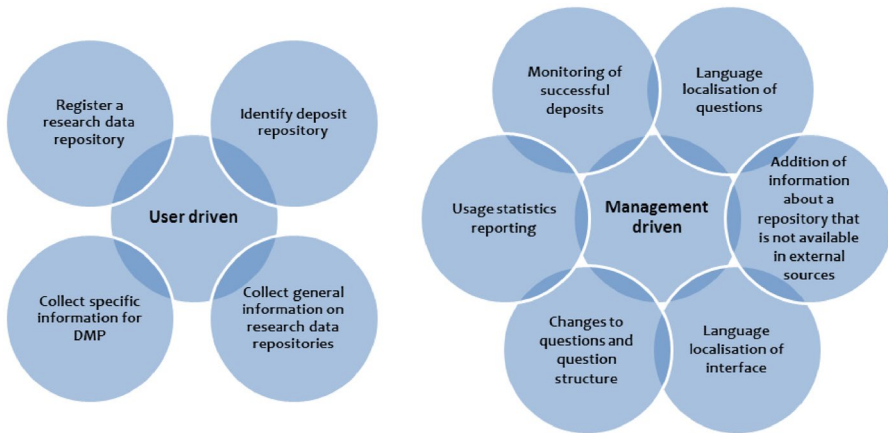 Register a
research data
repository
Identify deposit
repository
User driven
Collect specific
information for
DMP
Collect general
information on
research data
repositories
Monitoring of
successful
deposits
Language
localisation of
questions
Usage statistics
reporting
Management
driven
Addition of
information
about a
repository that
is not available
in external
sources
Changes to
questions and
question
structure
Language
localisation of
interface